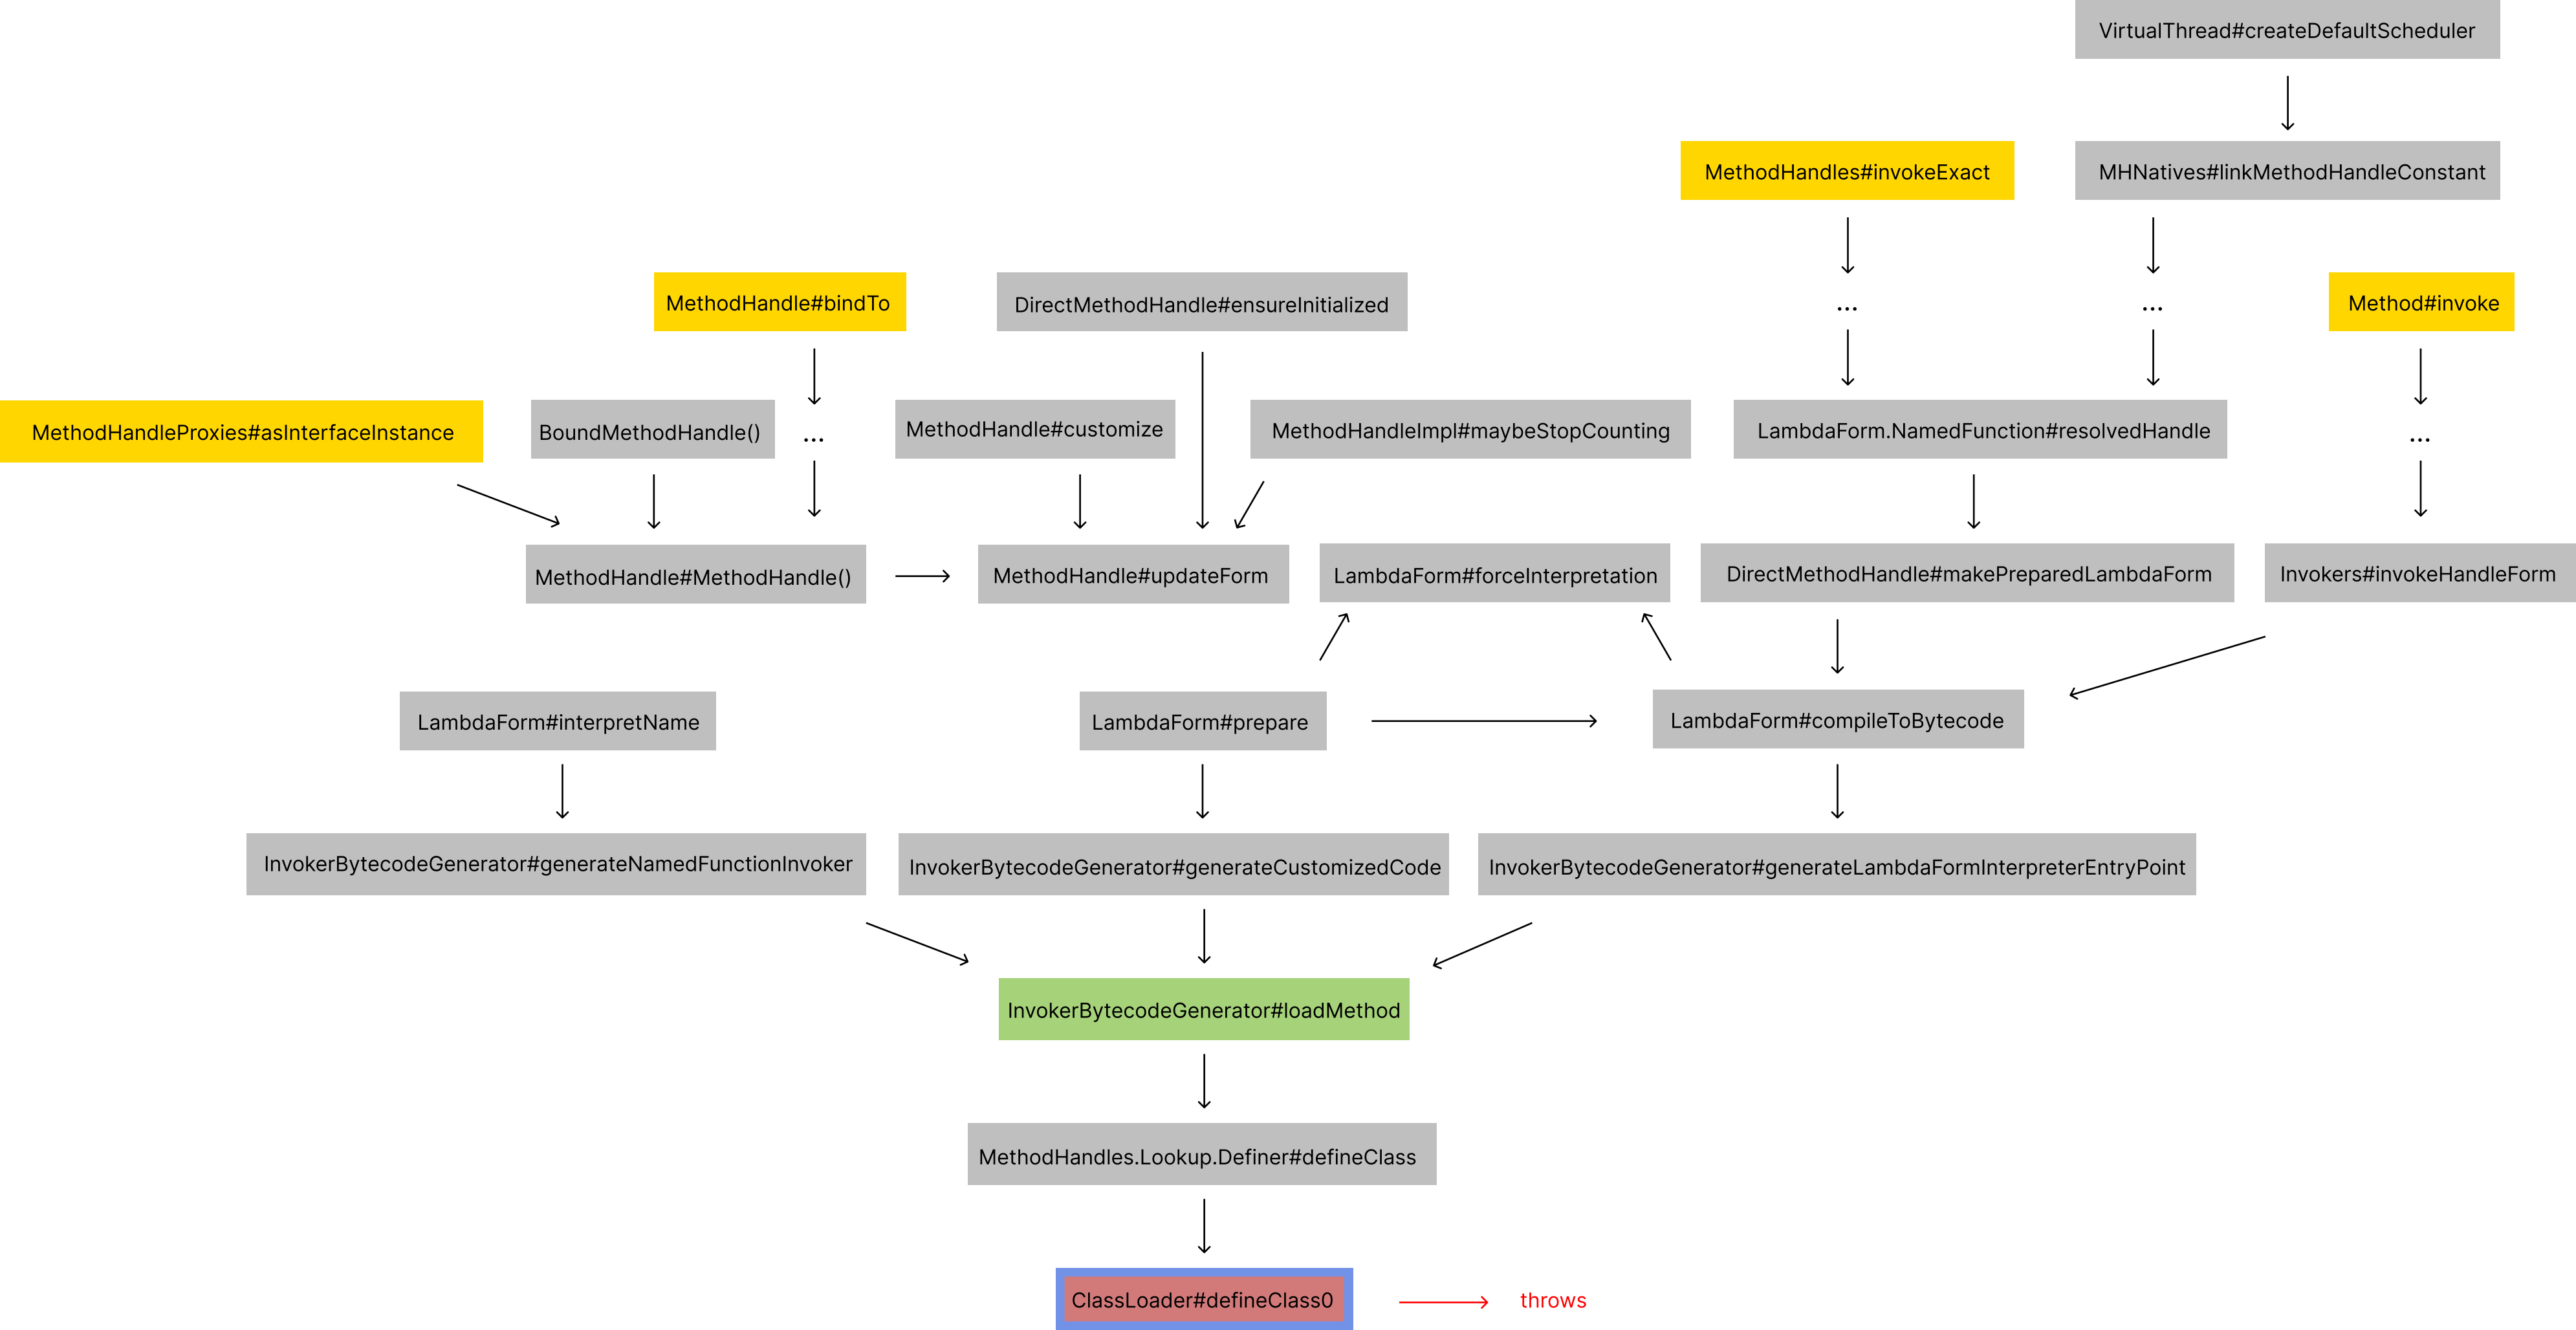 VirtualThread#createDefaultScheduler
MethodHandles#invokeExact
MHNatives#linkMethodHandleConstant
MethodHandle#bindTo
DirectMethodHandle#ensureInitialized
...
...
Method#invoke
MethodHandleProxies#asInterfaceInstance
BoundMethodHandle()
...
MethodHandle#customize
MethodHandleImpl#maybeStopCounting
LambdaForm.NamedFunction#resolvedHandle
...
MethodHandle#MethodHandle()
MethodHandle#updateForm
LambdaForm#forceInterpretation
DirectMethodHandle#makePreparedLambdaForm
Invokers#invokeHandleForm
LambdaForm#interpretName
LambdaForm#prepare
LambdaForm#compileToBytecode
InvokerBytecodeGenerator#generateNamedFunctionInvoker
InvokerBytecodeGenerator#generateCustomizedCode
InvokerBytecodeGenerator#generateLambdaFormInterpreterEntryPoint
InvokerBytecodeGenerator#loadMethod
MethodHandles.Lookup.Definer#defineClass
ClassLoader#defineClass0
throws